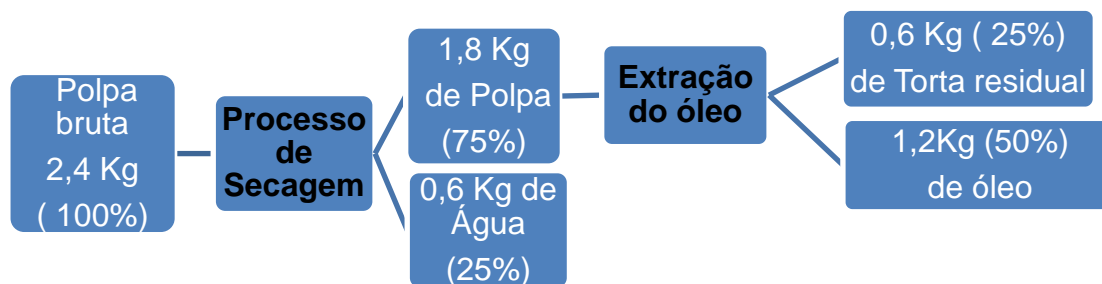 Polpa
bruta
2,4 Kg
( 100%)
Processo
de
Secagem
1,8 Kg
de Polpa
(75%)
0,6 Kg de
Água
(25%)
Extração
do óleo
0,6 Kg ( 25%)
de Torta residual
1,2Kg (50%)
de óleo